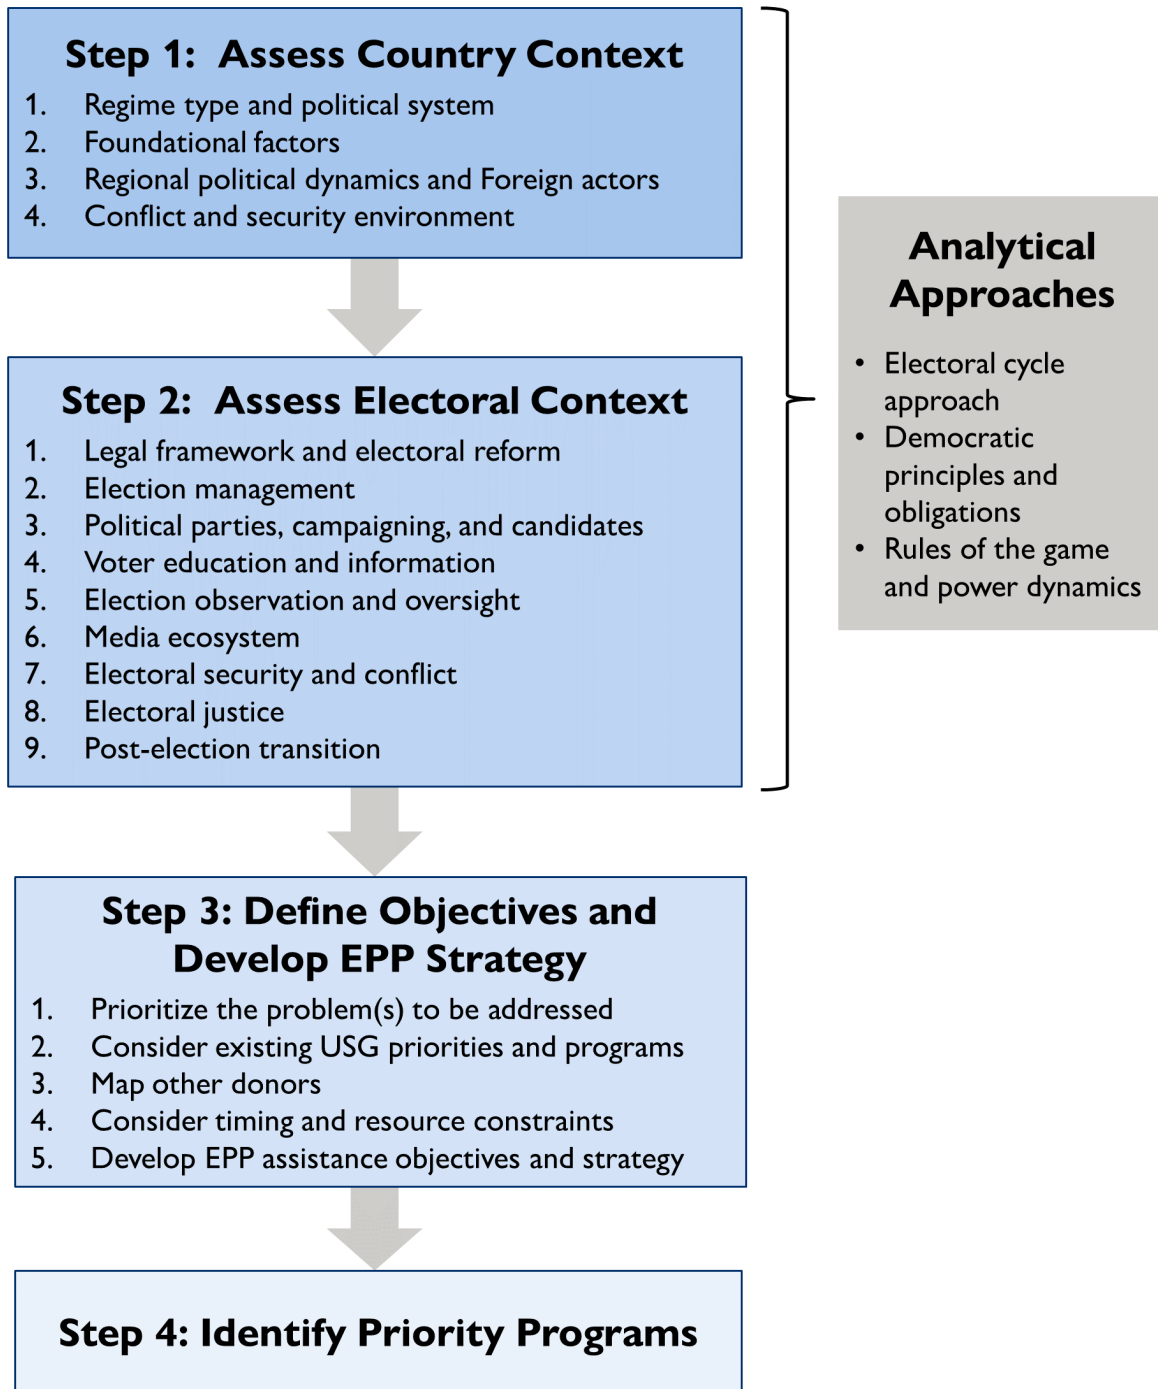 Step 1:  Assess Country Context
1. Regime type and political system
2. Foundational factors
3. Regional political dynamics and Foreign actors
4. Conflict and security environment
Step 2:  Assess Electoral Context
1. Legal framework and electoral reform
2. Election management
3. Political parties, campaigning, and candidates
4. Voter education and information
5. Election observation and oversight
6. Media ecosystem
7. Electoral security and conflict
8. Electoral justice
9. Post-election transition
Analytical
Approaches
• Electoral cycle
approach
• Democratic
principles and
obligations
• Rules of the game
and power dynamics
Step 3: Define Objectives and
Develop EPP Strategy
1. Prioritize the problem(s) to be addressed
2. Consider existing USG priorities and programs
3. Map other donors
4. Consider timing and resource constraints
5. Develop EPP assistance objectives and strategy
Step 4: Identify Priority Programs